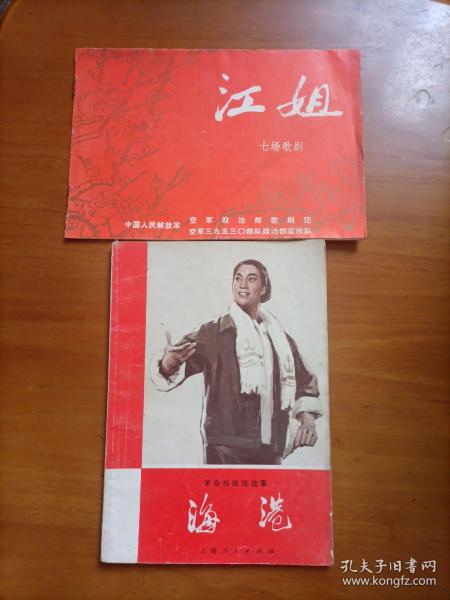 江姐
七场歌剧
中国人民解放军
空军政治部歌剧团
空军三九五三〇部队政治部宣传队
革命样板戏故事
海港
上海人民出版社
孔夫子旧书网
www.kongfz.com